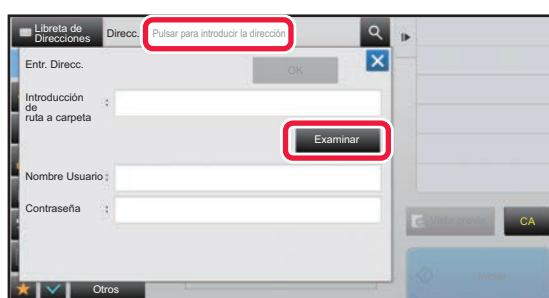 Libreta de
Direcciones
Direcc.
Pulsar para introducir la dirección
Entr. Direcc.
OK
Introducción
de
ruta a carpeta
:
Examinar
Nombre Usuario :
Contraseña :
CA
Otros